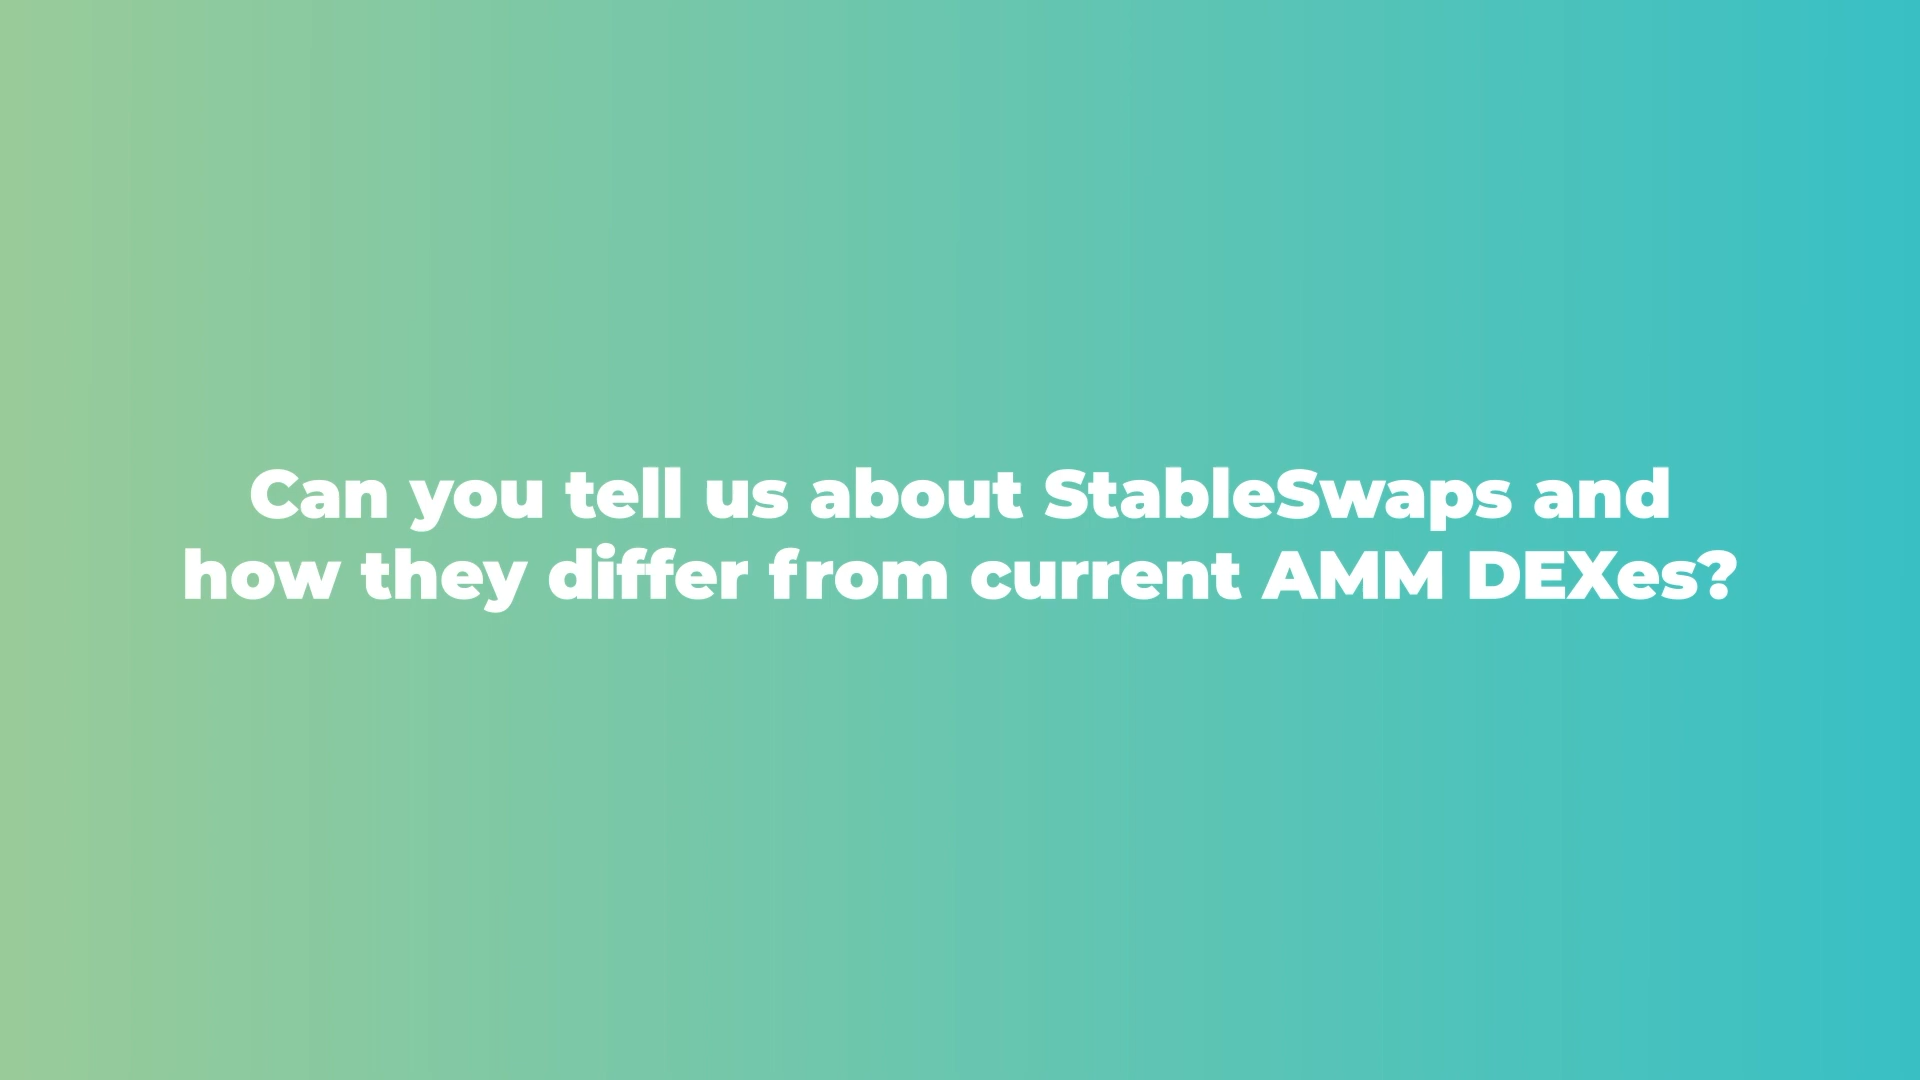 Can you tell us about StableSwaps and
how they differ from current AMM DEXes?